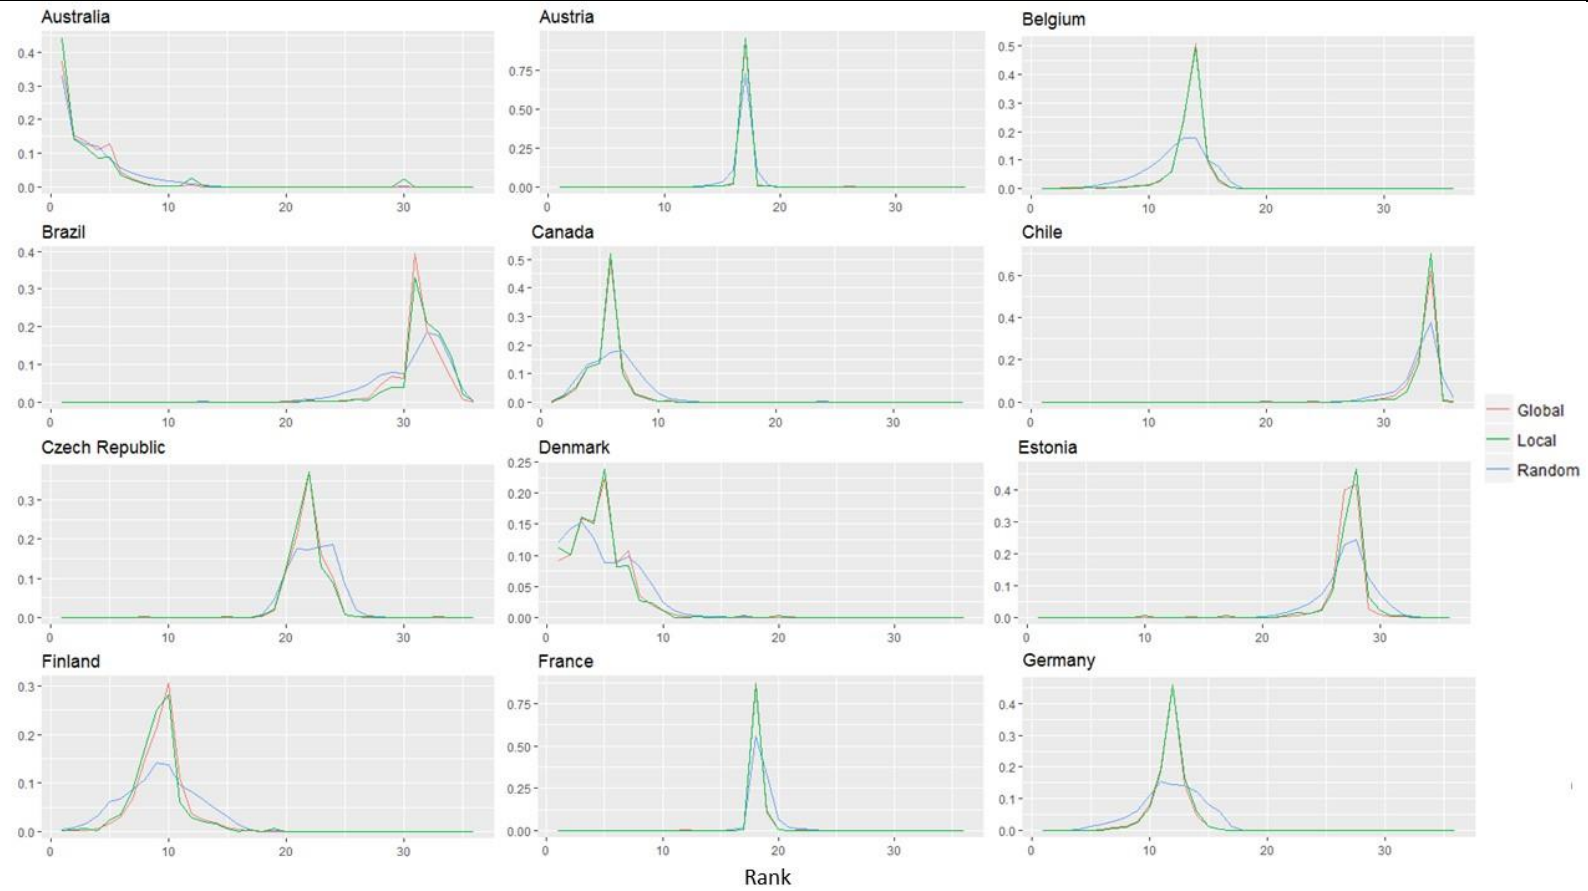 Australia
Austria
Belgium
0.4
0.3
0.2
0.1
0.0
0 10 20 30
0.75
0.50
0.25
0.00
0 10 20 30
0.5
0.4
0.3
0.2
0.1
0.0
0 10 20 30
Brazil
Canada
Chile
0.4
0.3
0.2
0.1
0.0
0 10 20 30
0.5
0.4
0.3
0.2
0.1
0.0
0 10 20 30
0.6
0.4
0.2
0.0
0 10 20 30
Czech Republic
Denmark
Estonia
0.3
0.2
0.1
0.0
0 10 20 30
0.25
0.20
0.15
0.10
0.05
0.00
0 10 20 30
0.4
0.3
0.2
0.1
0.0
0 10 20 30
Finland
France
Germany
0.3
0.2
0.1
0.0
0 10 20 30
0.75
0.50
0.25
0.00
0 10 20 30
0.4
0.3
0.2
0.1
0.0
0 10 20 30
Global
Local
Random
Rank